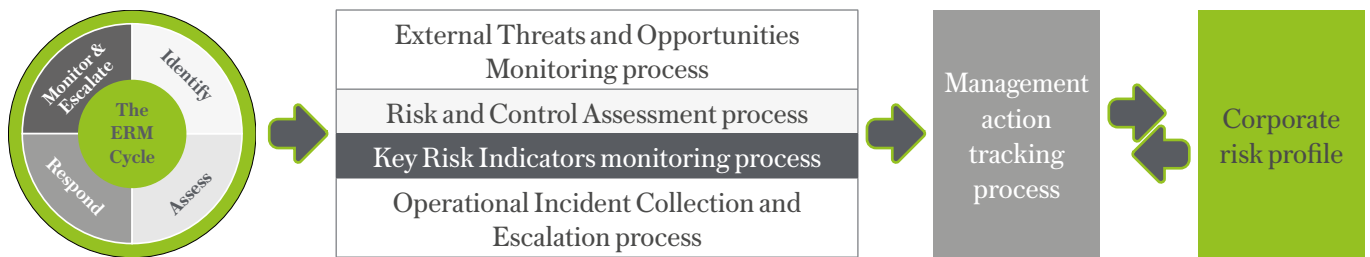 Monitor &
Escalate
Identify
The
ERM
Cycle
Respond
Assess
External Threats and Opportunities
Monitoring process
Risk and Control Assessment process
Key Risk Indicators monitoring process
Operational Incident Collection and
Escalation process
Management
action
tracking
process
Corporate
risk profile